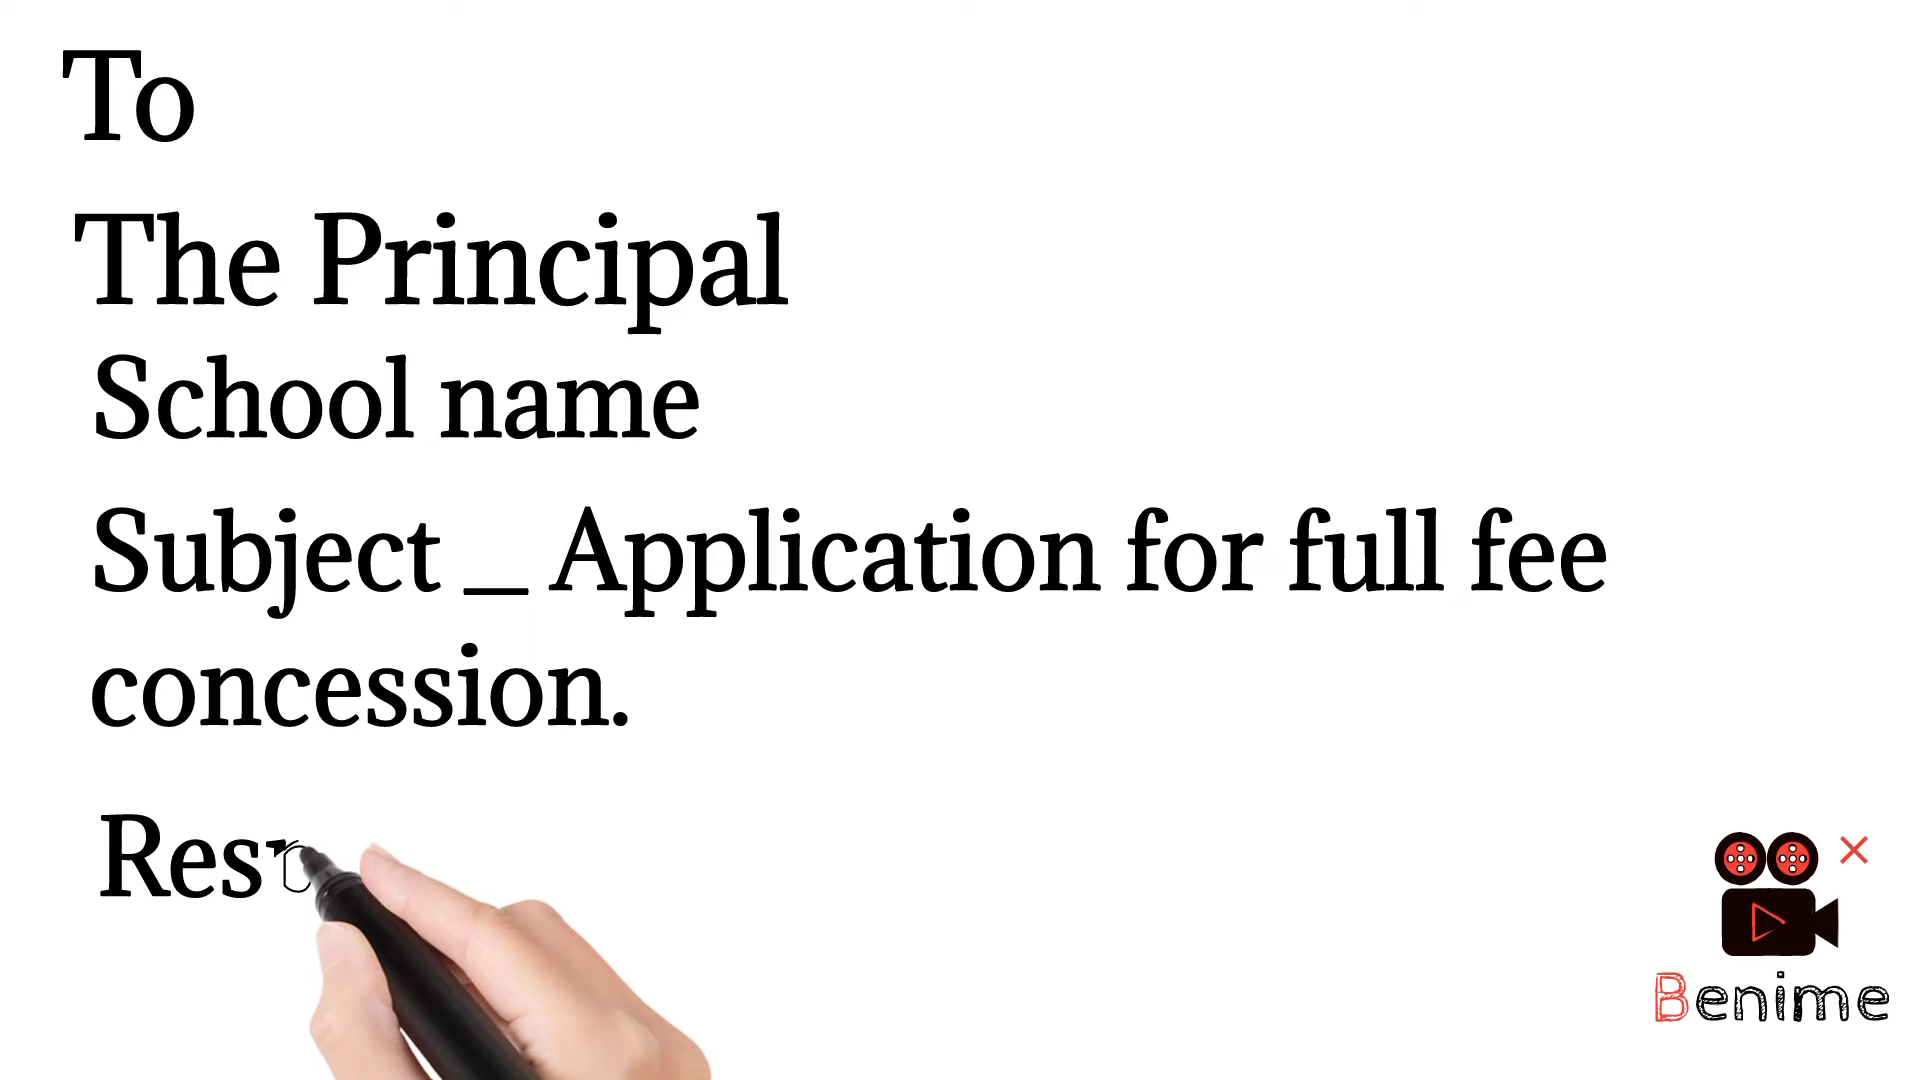 To
The Principal
School name
Subject _ Application for full fee
concession.
Res
Benime